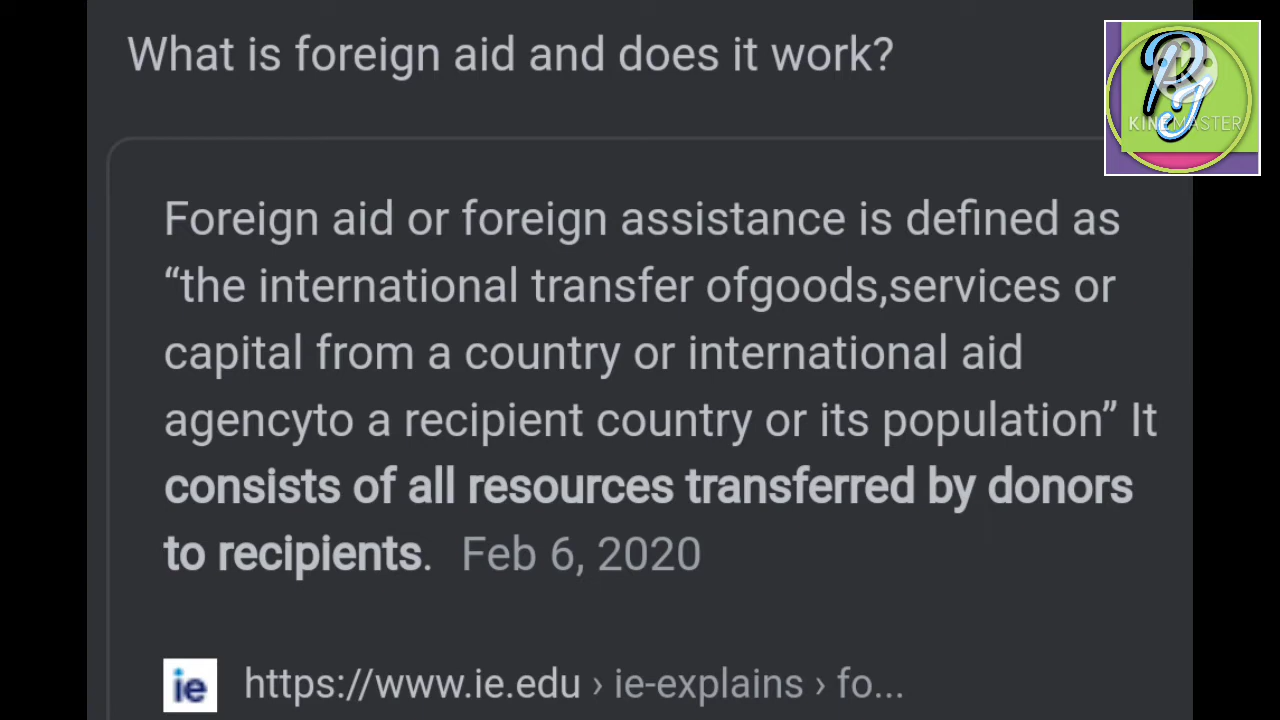 What is foreign aid and does it work?
KINEMASTER
Foreign aid or foreign assistance is defined as
“the international transfer ofgoods,services or
capital from a country or international aid
agencyto a recipient country or its population” It
consists of all resources transferred by donors
to recipients. Feb 6, 2020
ie https://www.ie.edu › ie-explains › fo...